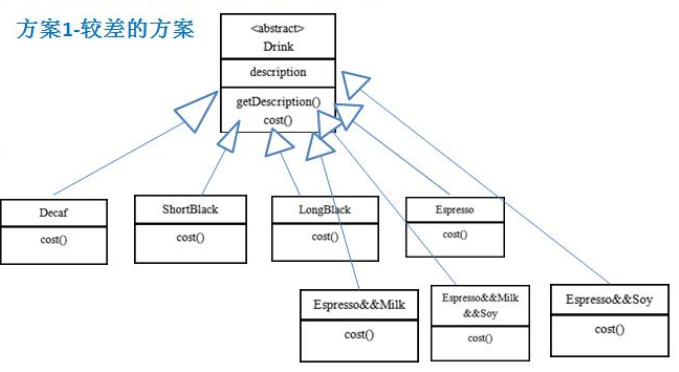 方案1-较差的方案
<abstract>
Drink
description
getDescription()
cost()
Decaf
cost()
ShortBlack
cost()
LongBlack
cost()
Espresso
cost()
Espresso&&Milk
cost()
Espresso&&Milk
&&Soy
cost()
Espresso&&Soy
cost()